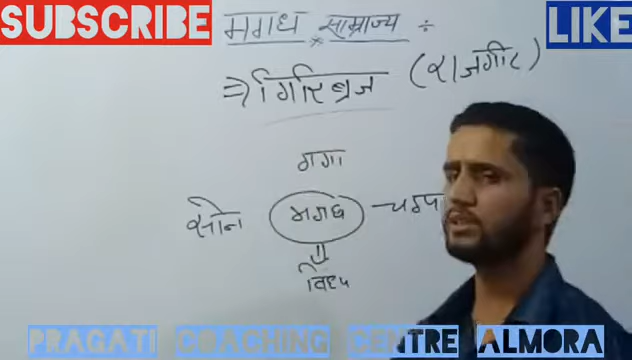 SUBSCRIBE
LIKE
मगध साम्राज्य ÷
⇒ गिरिब्रज (राजगीर)
गंगा
सोन मगध चम्पा
विंध्य
PRAGATI COACHING CENTRE ALMORA